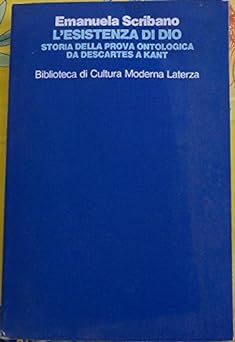 Emanuela Scribano
L'ESISTENZA DI DIO
STORIA DELLA PROVA ONTOLOGICA
DA DESCARTES A KANT
Biblioteca di Cultura Moderna Laterza